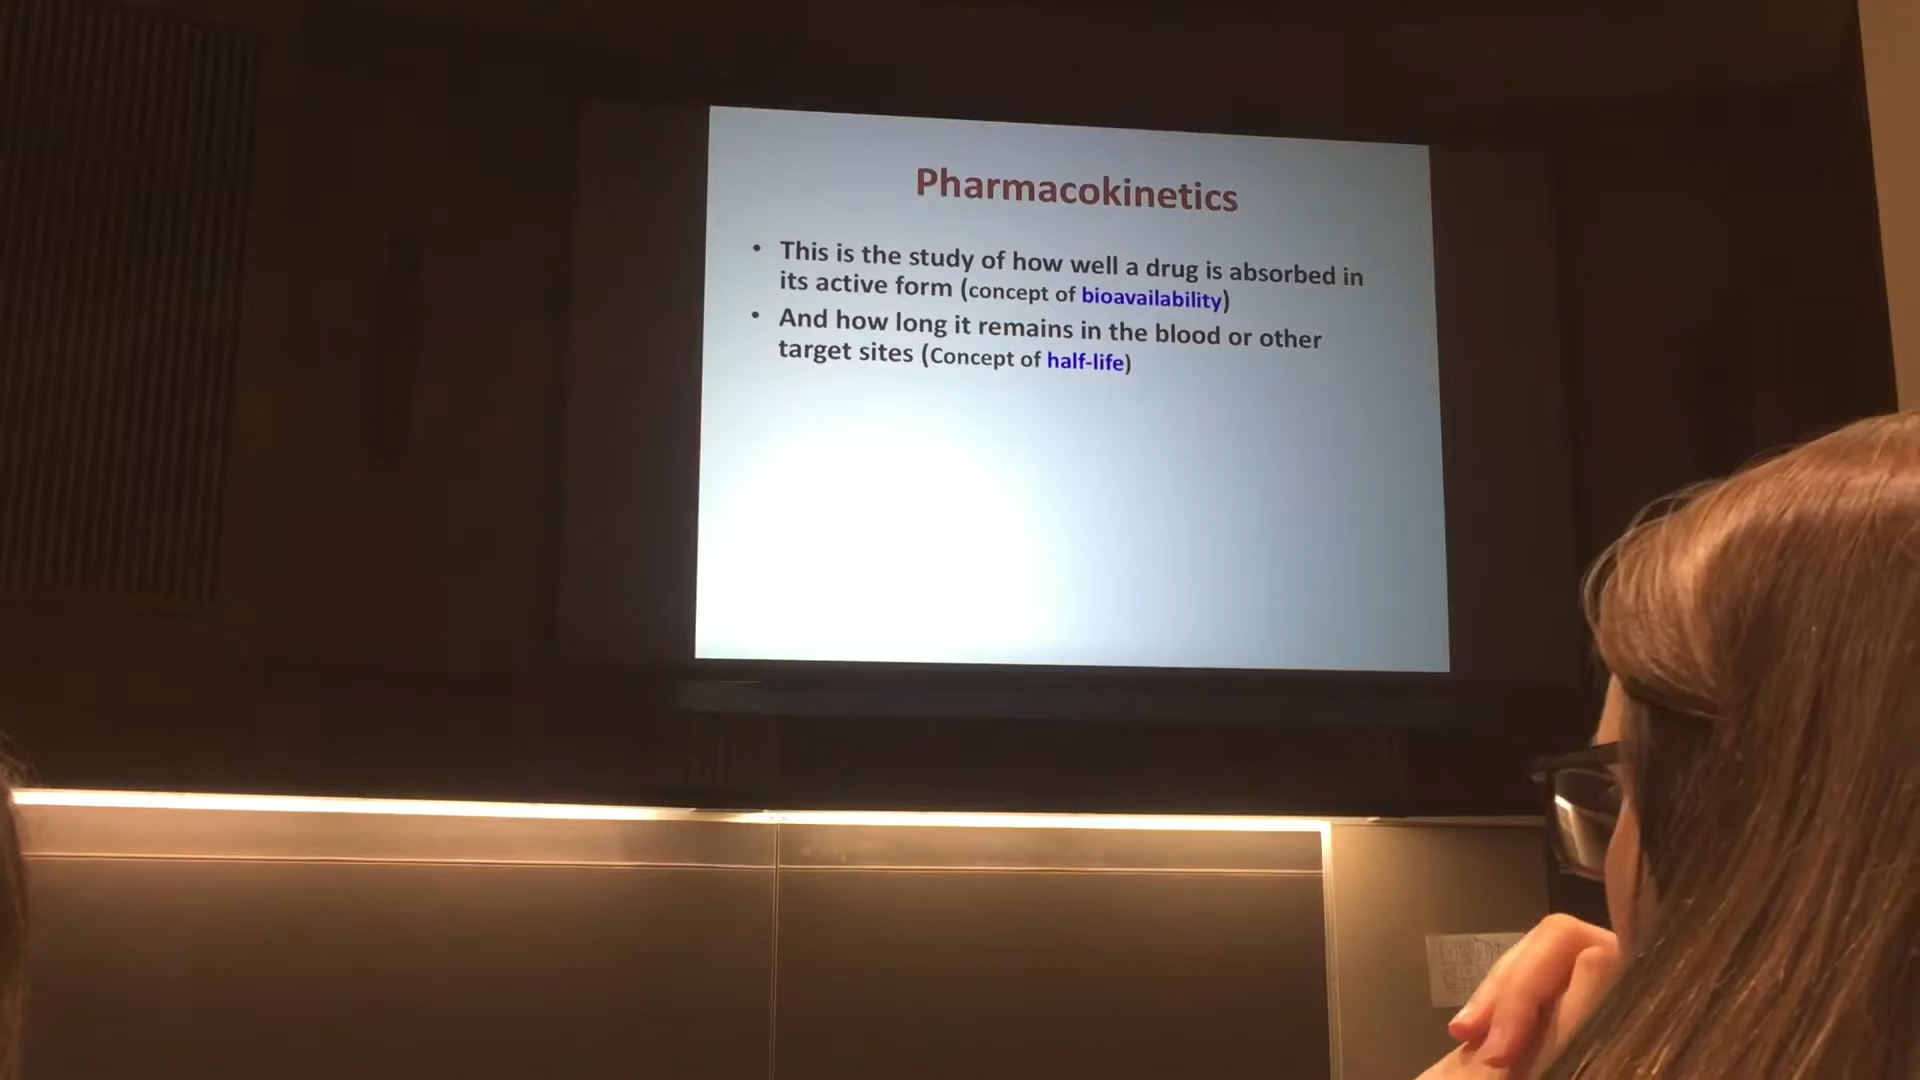 Pharmacokinetics
• This is the study of how well a drug is absorbed in
its active form (concept of bioavailability)
• And how long it remains in the blood or other
target sites (Concept of half-life)